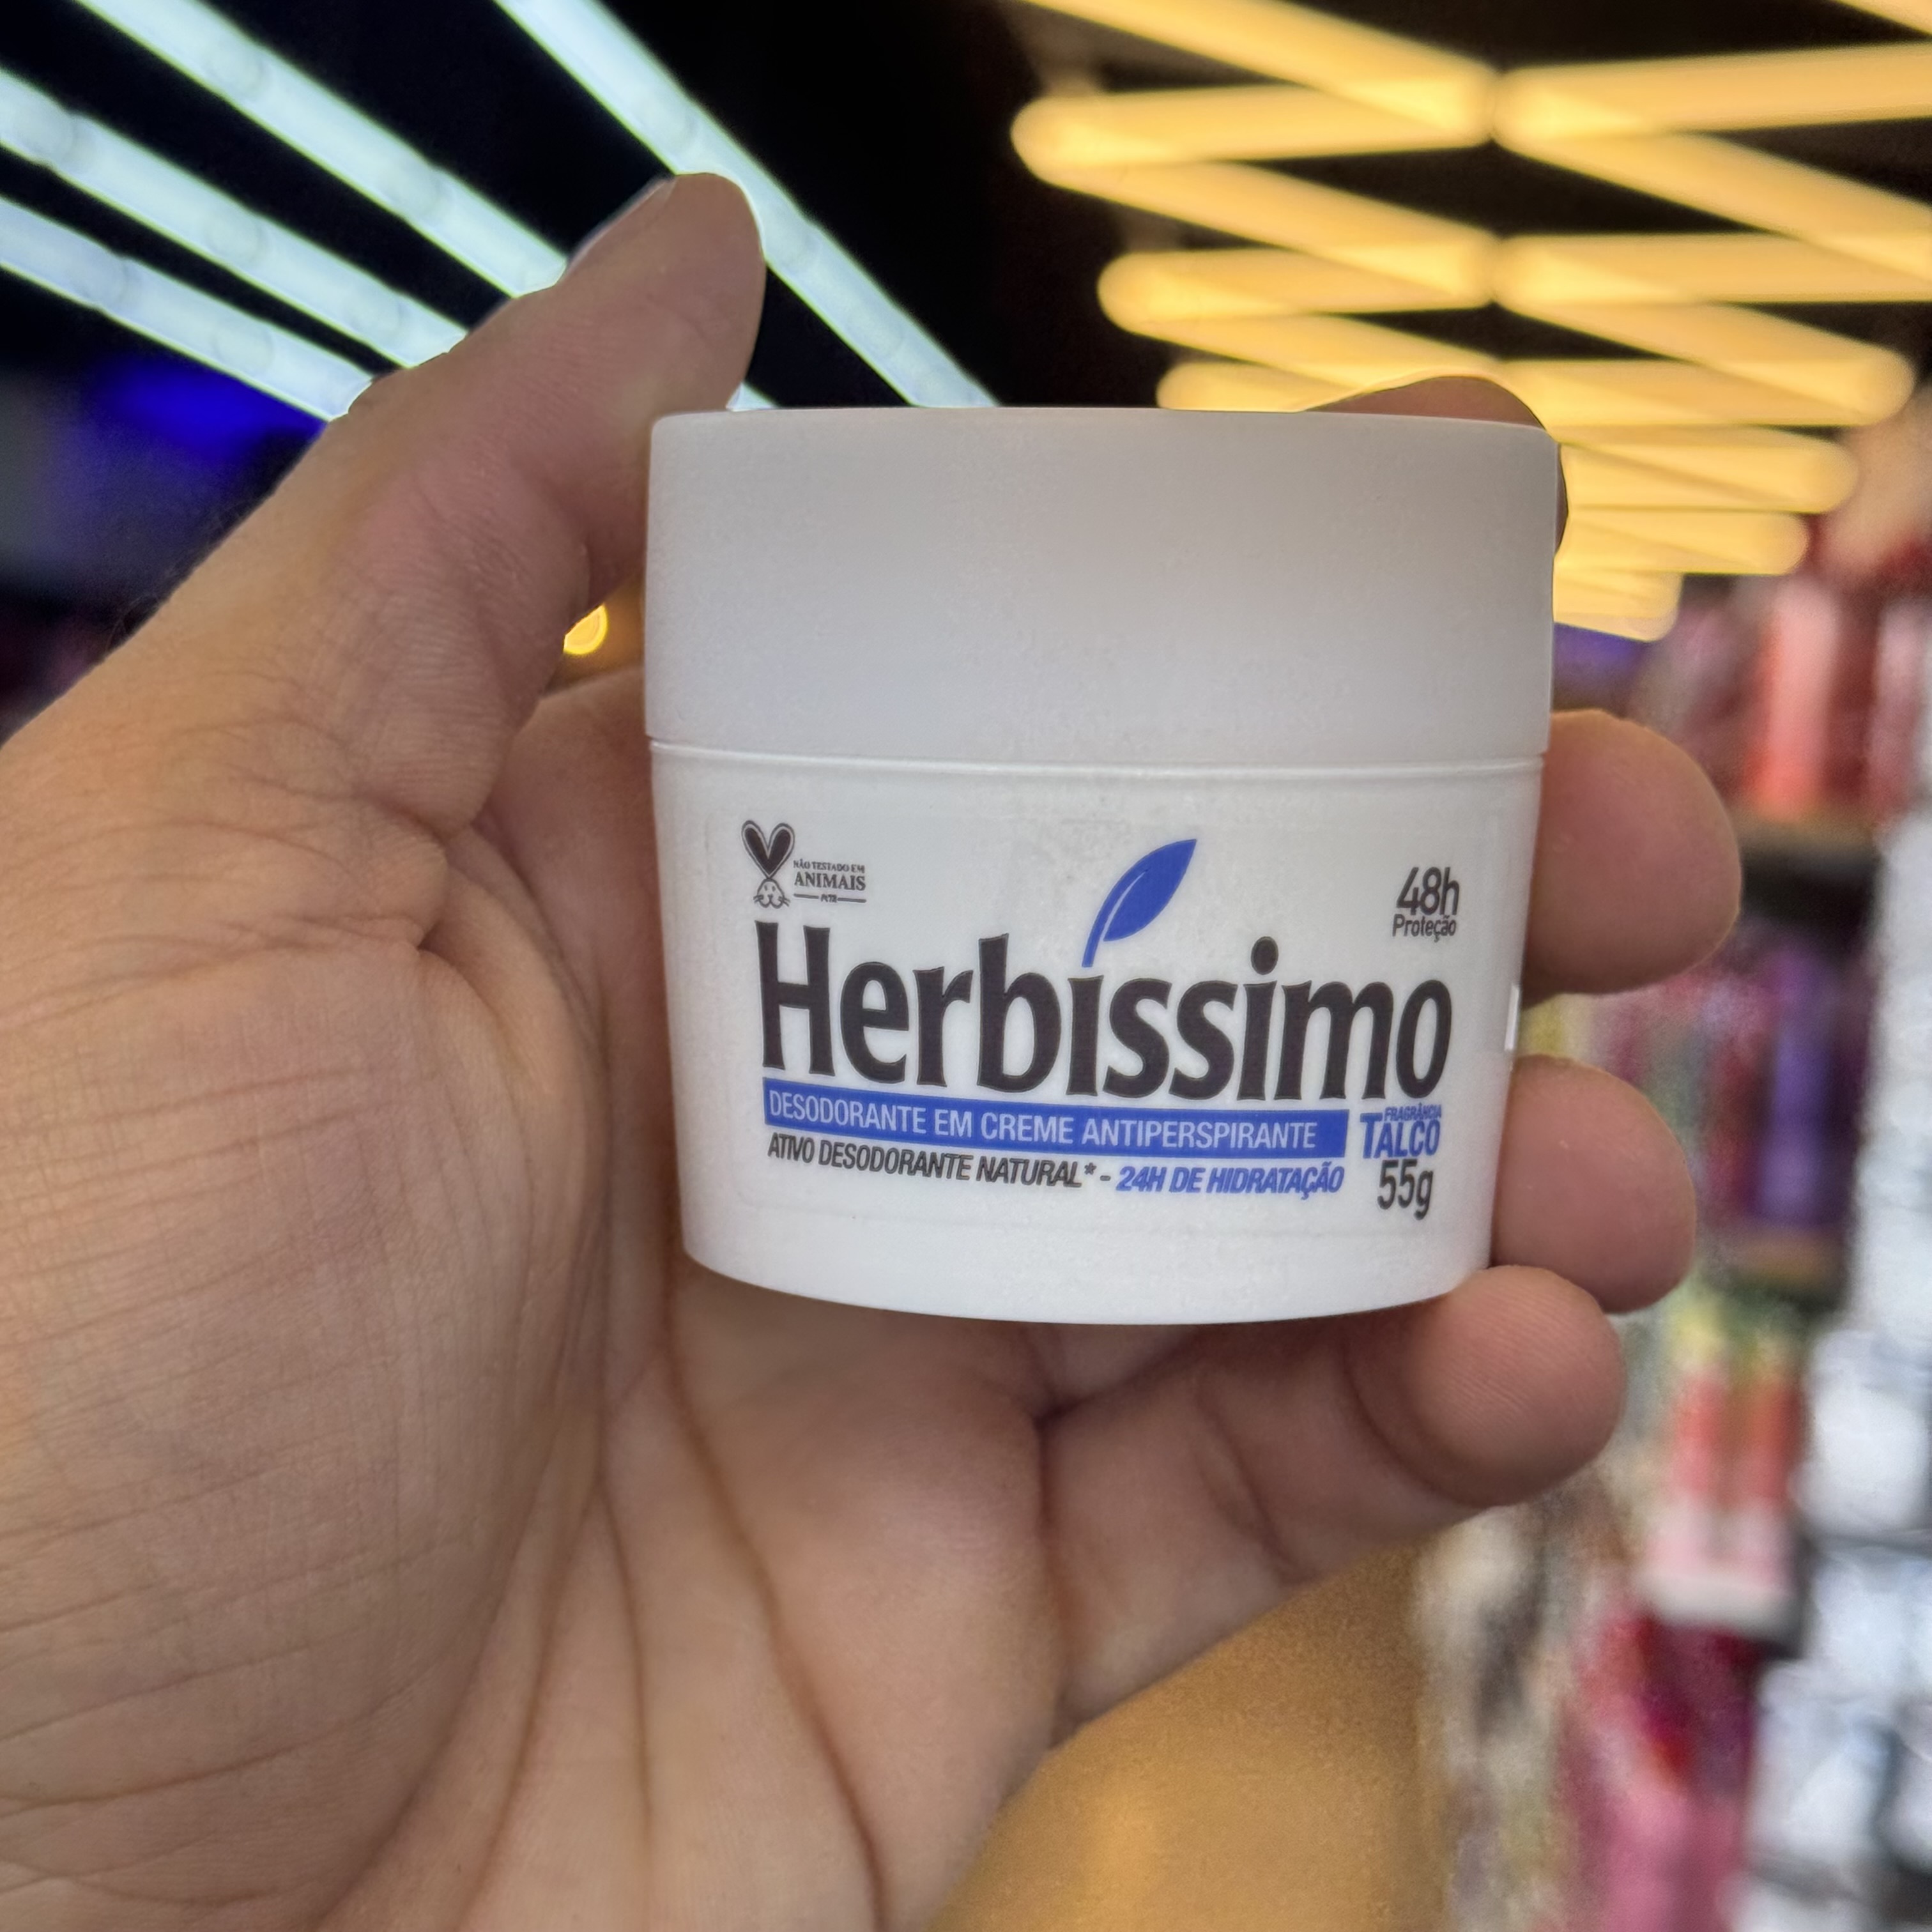 NÃO TESTADO EM
ANIMAIS
PETA
48h
Proteção
Herbíssimo
DESODORANTE EM CREME ANTIPERSPIRANTE
FRAGRÂNCIA
TALCO
ATIVO DESODORANTE NATURAL* - 24H DE HIDRATAÇÃO
55g